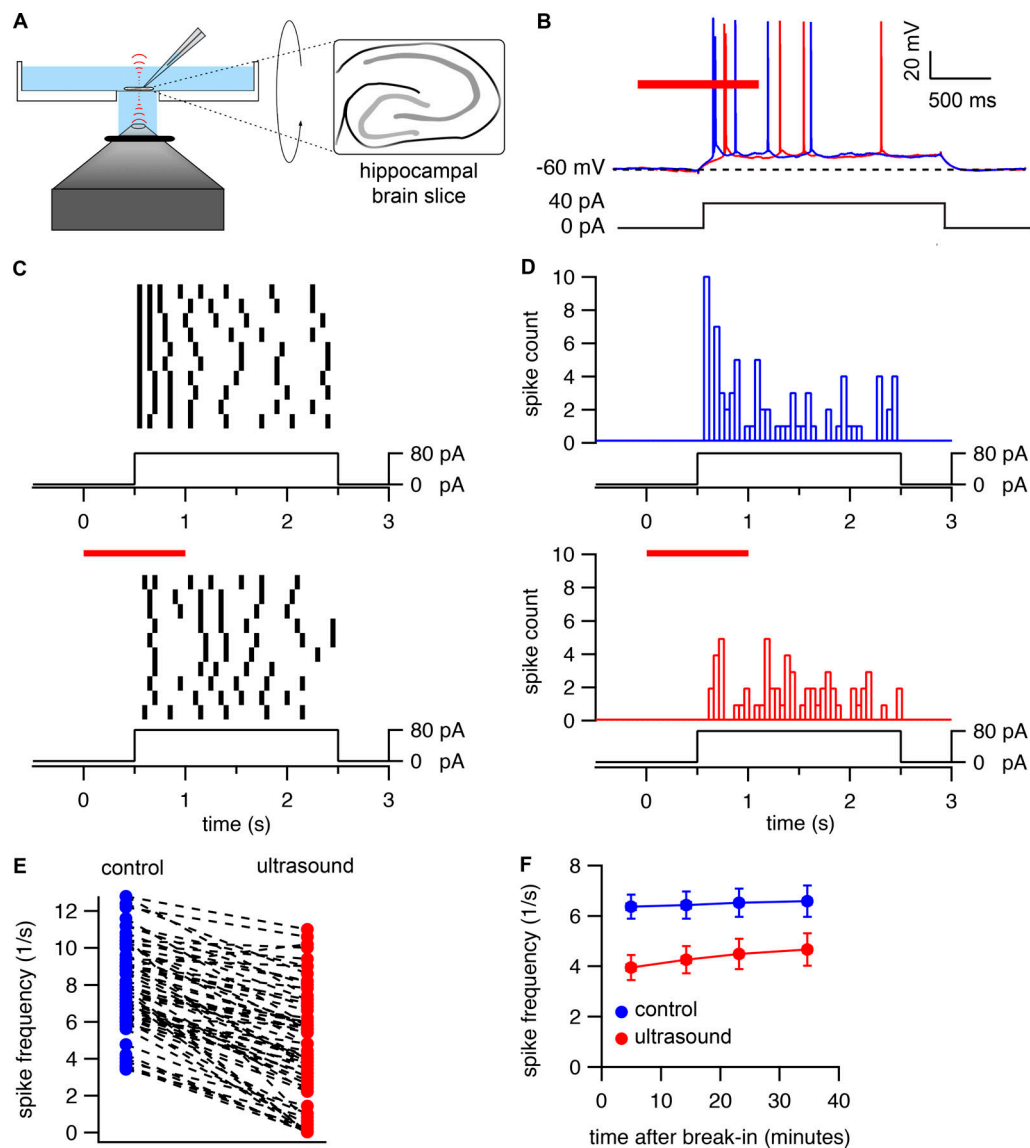 A
hippocampal
brain slice
B
20 mV
500 ms
-60 mV
40 pA
0 pA
C
80 pA
0 pA
0 1 2 3
80 pA
0 pA
0 1 2 3
time (s)
D
10
8
6
4
2
0
spike count
80 pA
0 pA
0 1 2 3
10
8
6
4
2
0
spike count
80 pA
0 pA
0 1 2 3
time (s)
E
control
ultrasound
12
10
8
6
4
2
0
spike frequency (1/s)
F
8
6
4
2
0
spike frequency (1/s)
control
ultrasound
0 10 20 30 40
time after break-in (minutes)